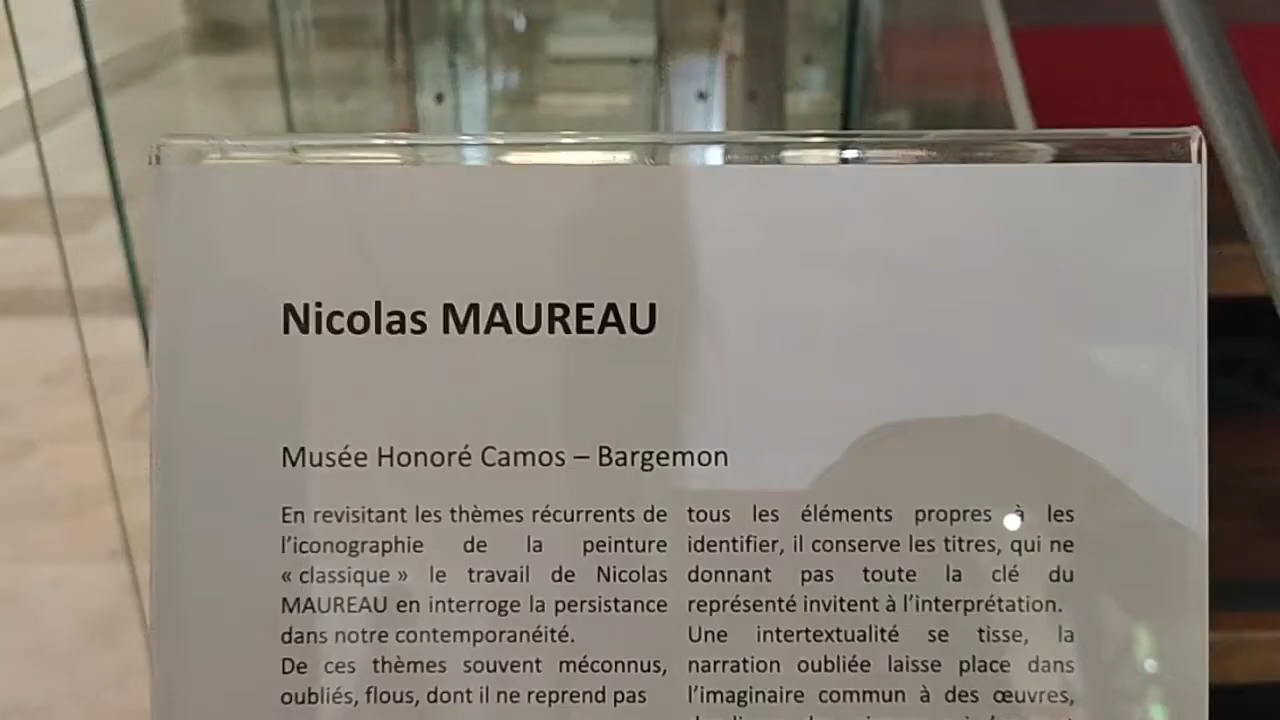 Nicolas MAUREAU
Musée Honoré Camos – Bargemon
En revisitant les thèmes récurrents de
l'iconographie de la peinture
« classique » le travail de Nicolas
MAUREAU en interroge la persistance
dans notre contemporanéité.
De ces thèmes souvent méconnus,
oubliés, flous, dont il ne reprend pas
tous les éléments propres à les
identifier, il conserve les titres, qui ne
donnant pas toute la clé du
représenté invitent à l'interprétation.
Une intertextualité se tisse, la
narration oubliée laisse place dans
l'imaginaire commun à des œuvres,